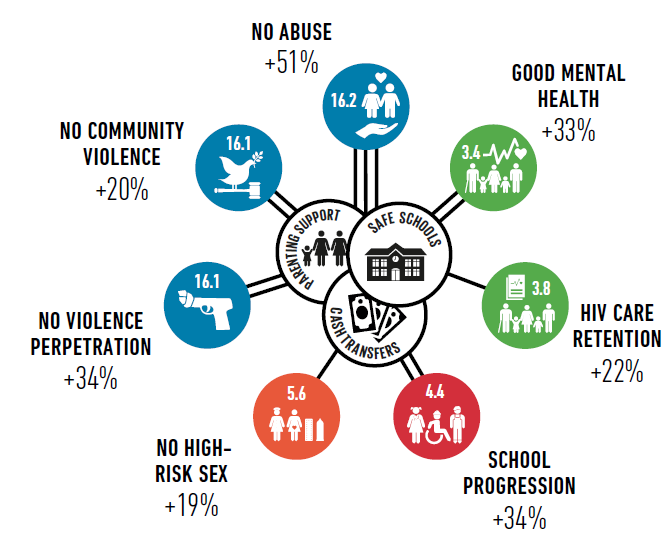 NO ABUSE
+51%
16.2
GOOD MENTAL
HEALTH
+33%
3.4
NO COMMUNITY
VIOLENCE
+20%
16.1
PARENTING SUPPORT
SAFE SCHOOLS
CASH TRANSFERS
16.1
NO VIOLENCE
PERPETRATION
+34%
3.8
HIV CARE
RETENTION
+22%
5.6
NO HIGH-
RISK SEX
+19%
4.4
SCHOOL
PROGRESSION
+34%